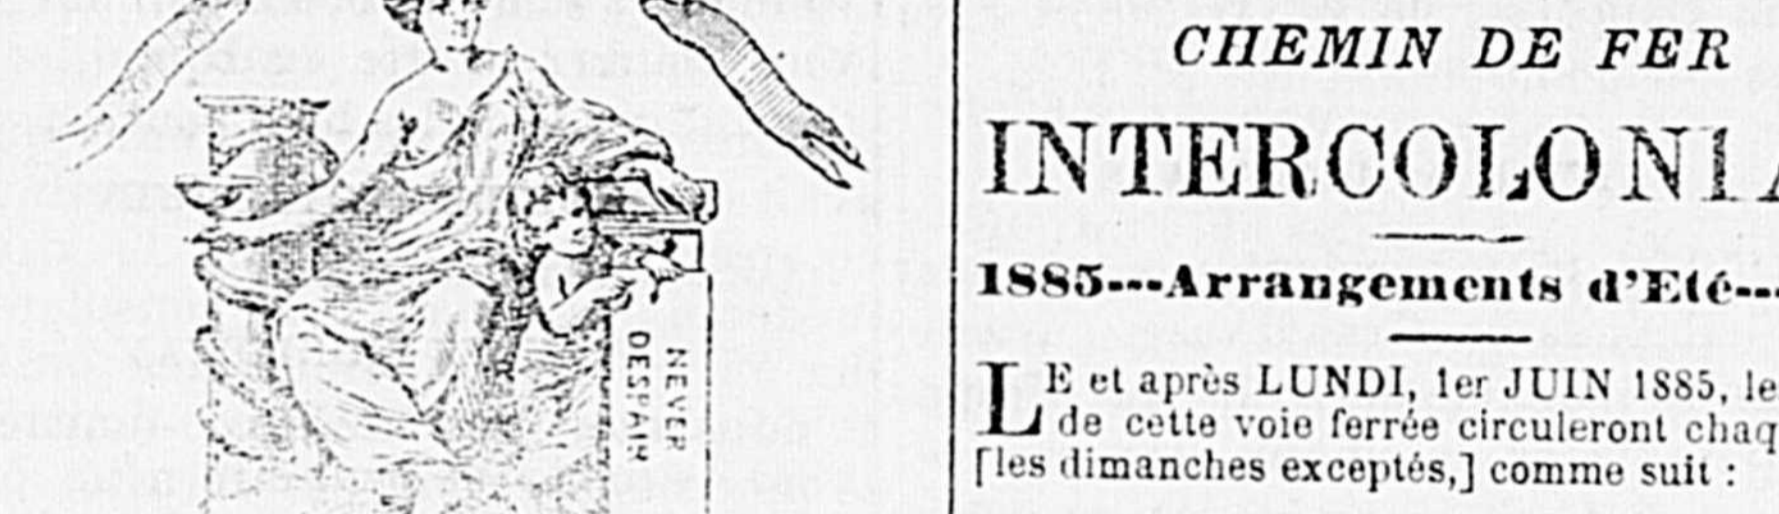 NEVER
DESPAIR
CHEMIN DE FER
INTERCOLONIA
1885---Arrangements d'Eté---
LE et après LUNDI, 1er JUIN 1885, le
de cette voie ferrée circuleront chaq
[les dimanches exceptés,] comme suit :